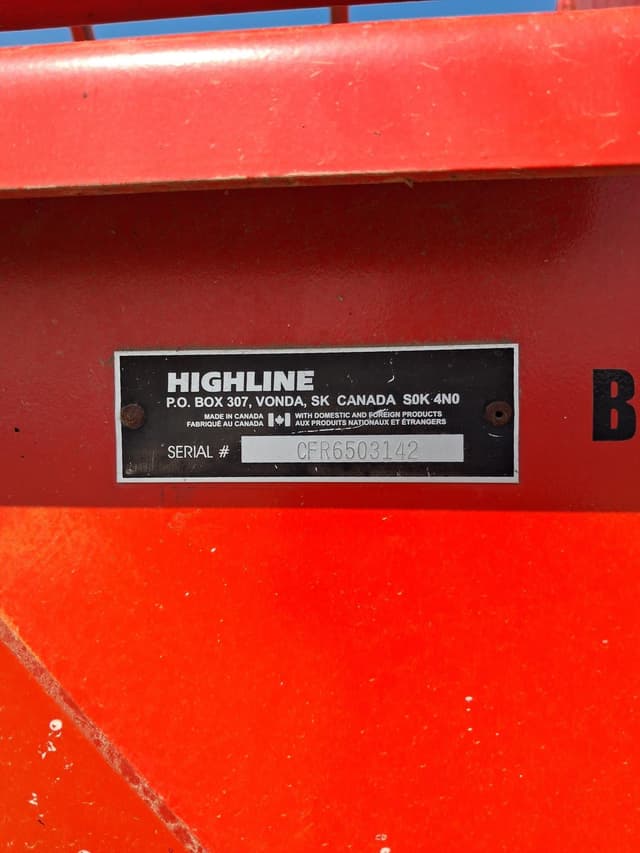 HIGHLINE
P.O. BOX 307, VONDA, SK CANADA S0K 4N0
MADE IN CANADA WITH DOMESTIC AND FOREIGN PRODUCTS
FABRIQUÉ AU CANADA AUX PRODUITS NATIONAUX ET ÉTRANGERS
SERIAL # CFR6503142
B